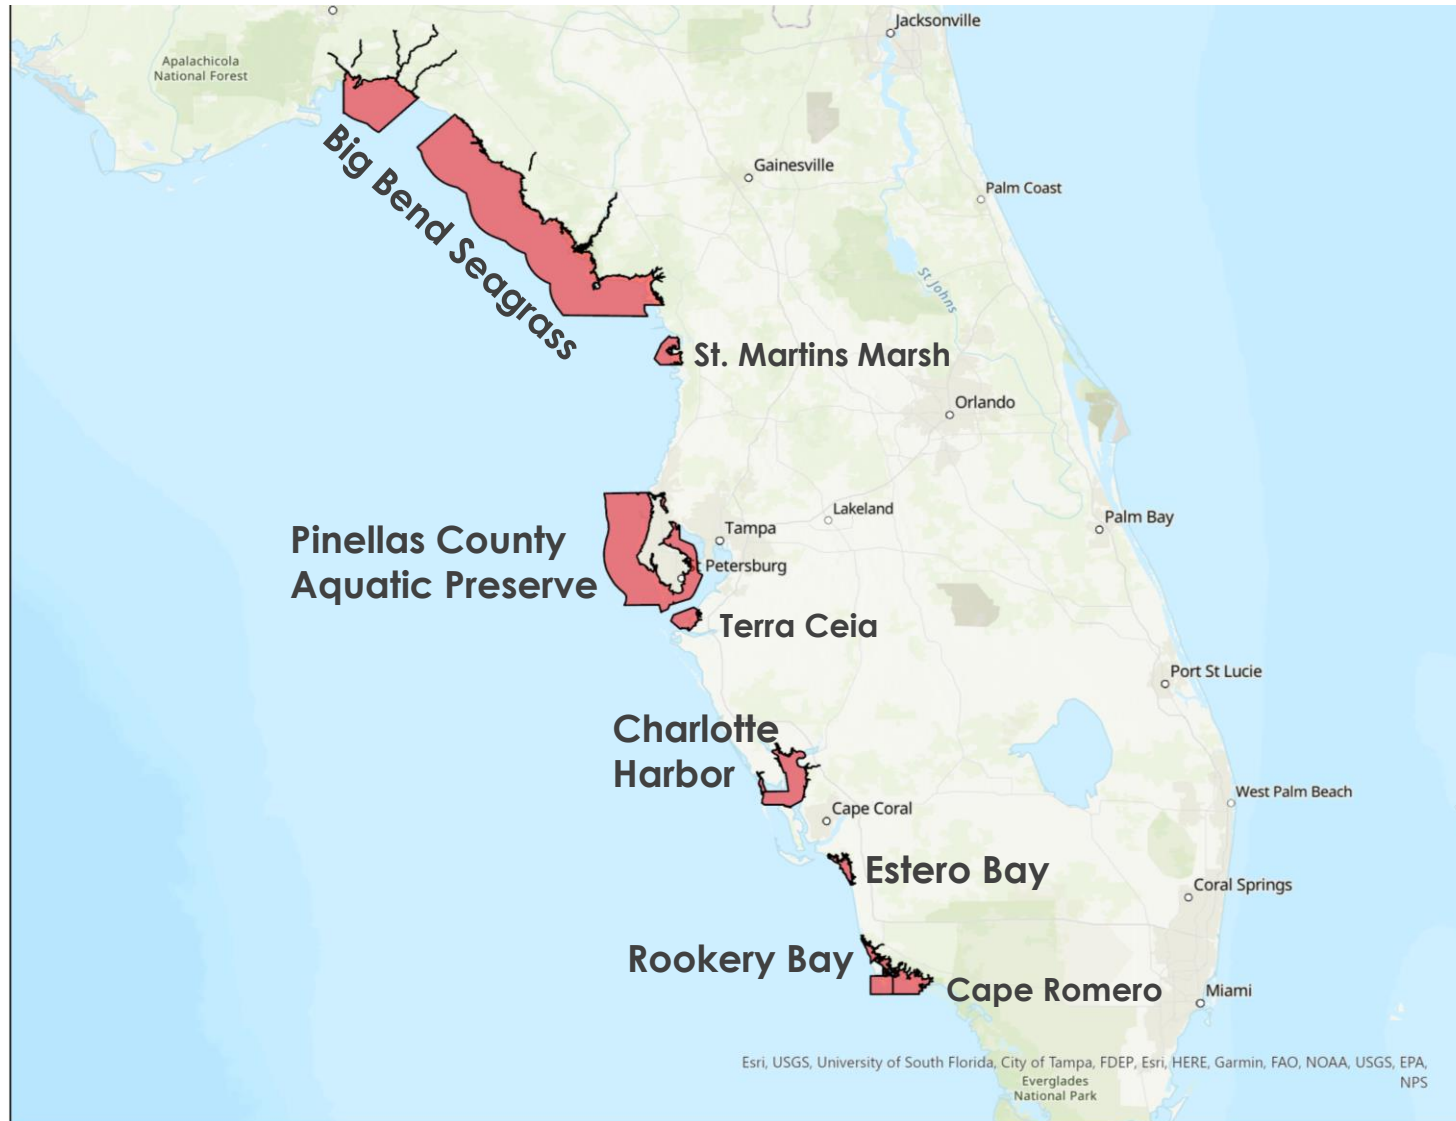 Jacksonville
Apalachicola
National Forest
Big Bend Seagrass
Gainesville
Palm Coast
St Johns
St. Martins Marsh
Orlando
Lakeland
Palm Bay
Tampa
Pinellas County
Aquatic Preserve
t Petersburg
Terra Ceia
Port St Lucie
Charlotte
Harbor
West Palm Beach
Cape Coral
Estero Bay
Coral Springs
Rookery Bay
Cape Romero
Miami
Esri, USGS, University of South Florida, City of Tampa, FDEP, Esri, HERE, Garmin, FAO, NOAA, USGS, EPA,
NPS
Everglades
National Park